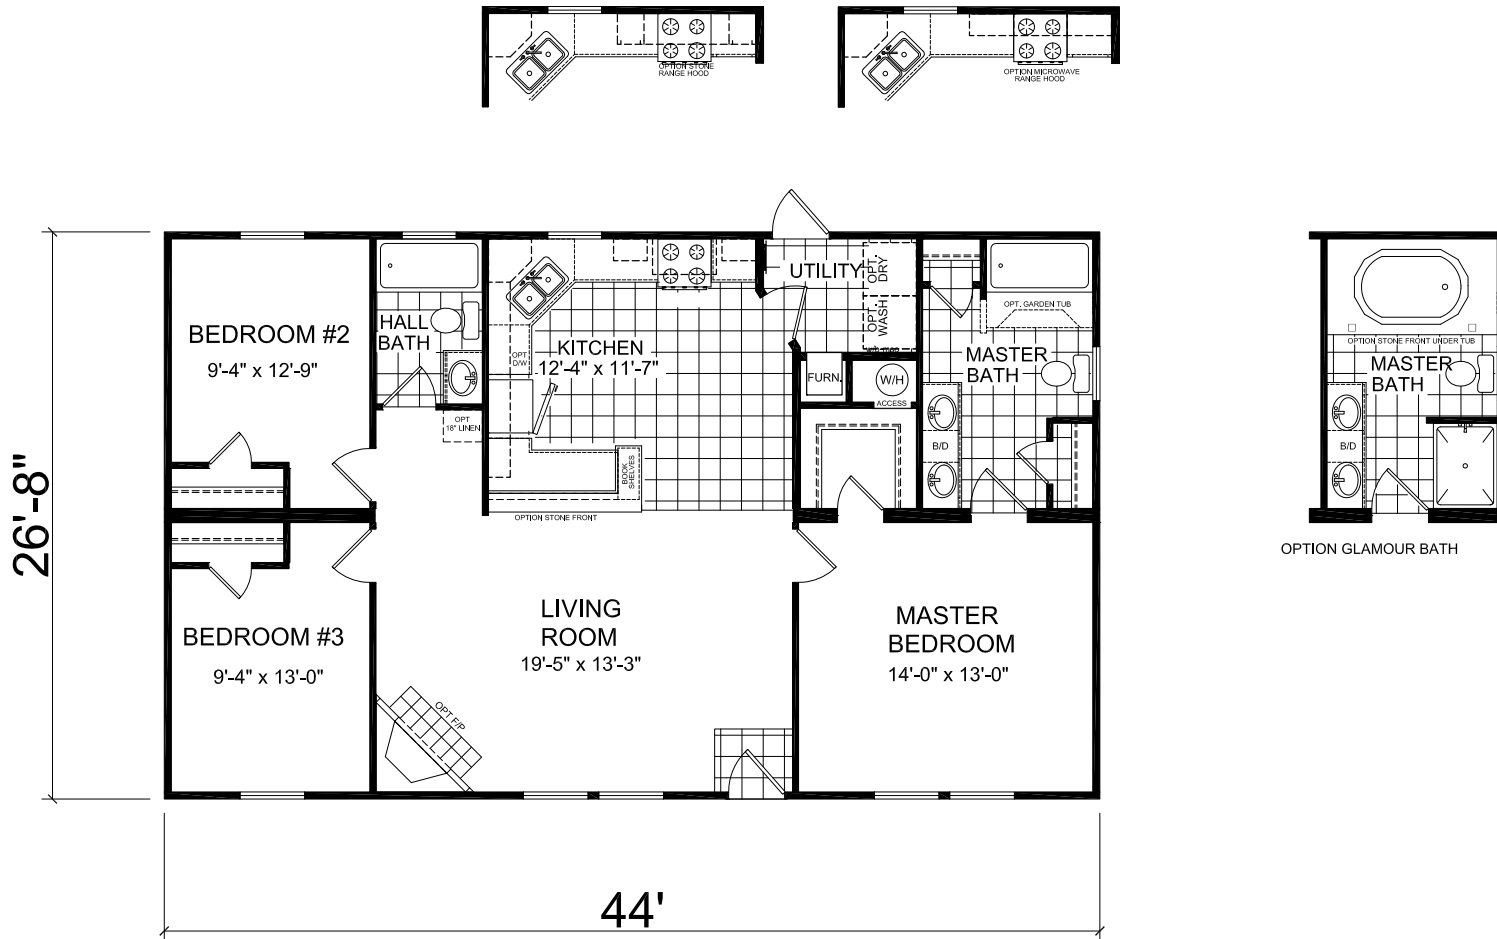 OPTION STONE
RANGE HOOD
OPTION MICROWAVE
RANGE HOOD
BEDROOM #2
9'-4" x 12'-9"
HALL
BATH
OPT
D/W
KITCHEN
12'-4" x 11'-7"
UTILITY
OPT.
DRY
OPT.
WASH
FURN.
W/H
ACCESS
OPT. GARDEN TUB
MASTER
BATH
B/D
OPT
18" LINEN
BOOK
SHELVES
OPTION STONE FRONT
OPTION STONE FRONT UNDER TUB
MASTER
BATH
B/D
OPTION GLAMOUR BATH
26'-8"
BEDROOM #3
9'-4" x 13'-0"
LIVING
ROOM
19'-5" x 13'-3"
MASTER
BEDROOM
14'-0" x 13'-0"
OPT F/P
44'